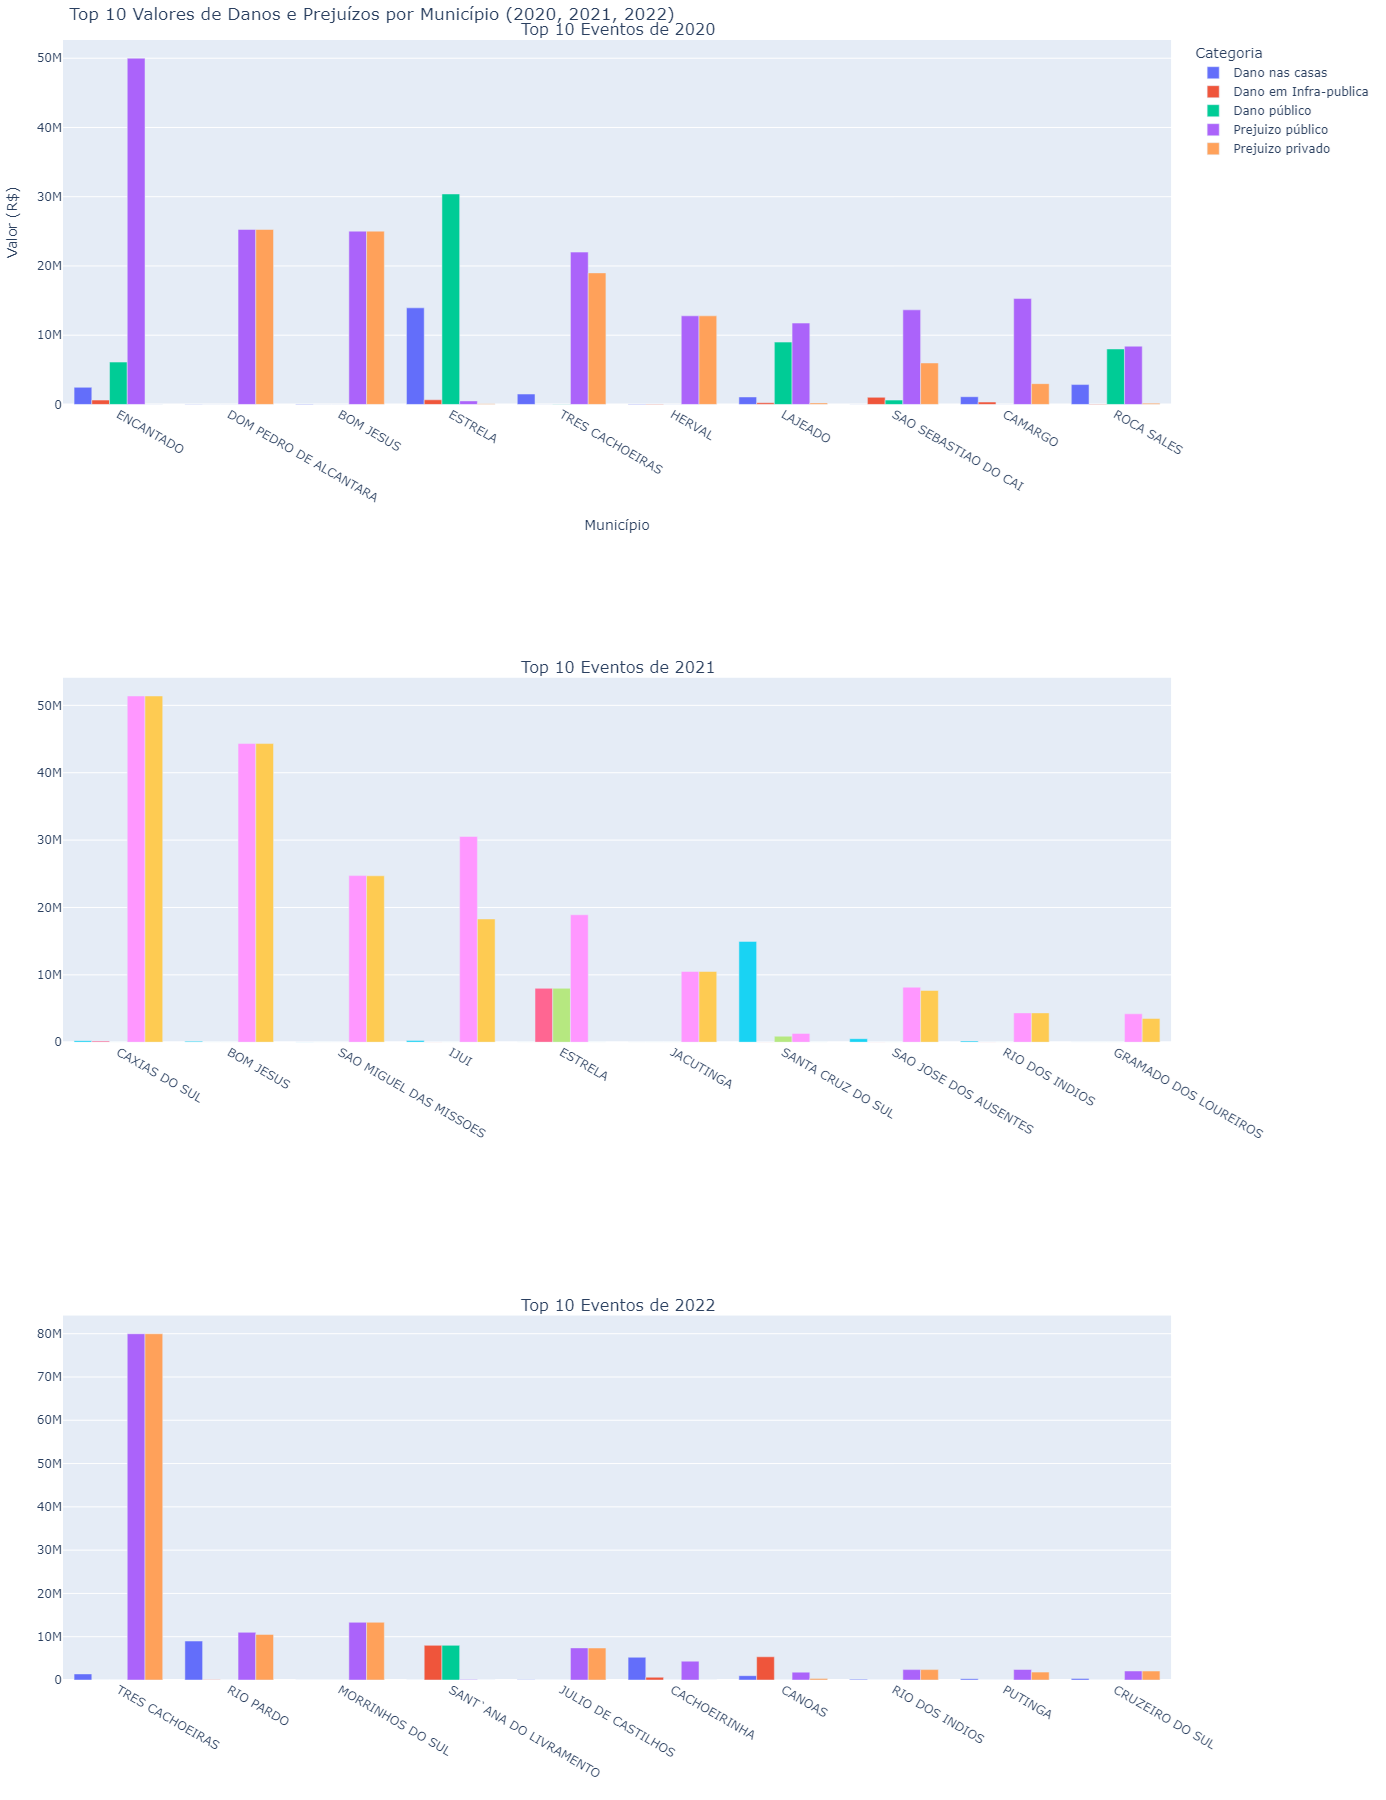 Top 10 Valores de Danos e Prejuízos por Município (2020, 2021, 2022)
Top 10 Eventos de 2020
Categoria
Dano nas casas
Dano em Infra-publica
Dano público
Prejuizo público
Prejuizo privado
Valor (R$)
50M
40M
30M
20M
10M
0
ENCANTADO
DOM PEDRO DE ALCANTARA
BOM JESUS
ESTRELA
TRES CACHOEIRAS
HERVAL
LAJEADO
SAO SEBASTIAO DO CAI
CAMARGO
ROCA SALES
Município
Top 10 Eventos de 2021
50M
40M
30M
20M
10M
0
CAXIAS DO SUL
BOM JESUS
SAO MIGUEL DAS MISSOES
IJUI
ESTRELA
JACUTINGA
SANTA CRUZ DO SUL
SAO JOSE DOS AUSENTES
RIO DOS INDIOS
GRAMADO DOS LOUREIROS
Top 10 Eventos de 2022
80M
70M
60M
50M
40M
30M
20M
10M
0
TRES CACHOEIRAS
RIO PARDO
MORRINHOS DO SUL
SANT`ANA DO LIVRAMENTO
JULIO DE CASTILHOS
CACHOEIRINHA
CANOAS
RIO DOS INDIOS
PUTINGA
CRUZEIRO DO SUL